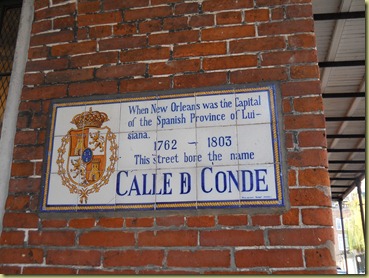 When New Orleans was the Capital
of the Spanish Province of Lui-
siana.
1762 - 1803
This street bore the name
CALLE D CONDE